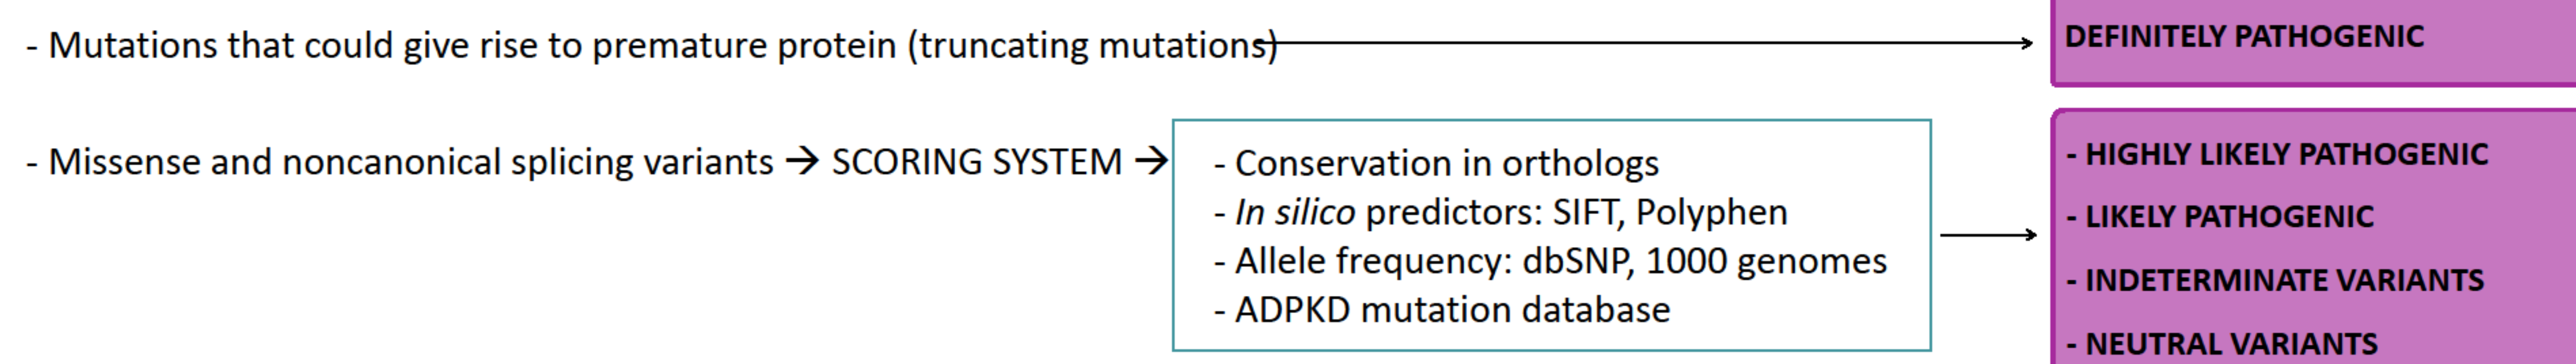 - Mutations that could give rise to premature protein (truncating mutations)
DEFINITELY PATHOGENIC
- Missense and noncanonical splicing variants → SCORING SYSTEM →
- Conservation in orthologs
- In silico predictors: SIFT, Polyphen
- Allele frequency: dbSNP, 1000 genomes
- ADPKD mutation database
- HIGHLY LIKELY PATHOGENIC
- LIKELY PATHOGENIC
- INDETERMINATE VARIANTS
- NEUTRAL VARIANTS